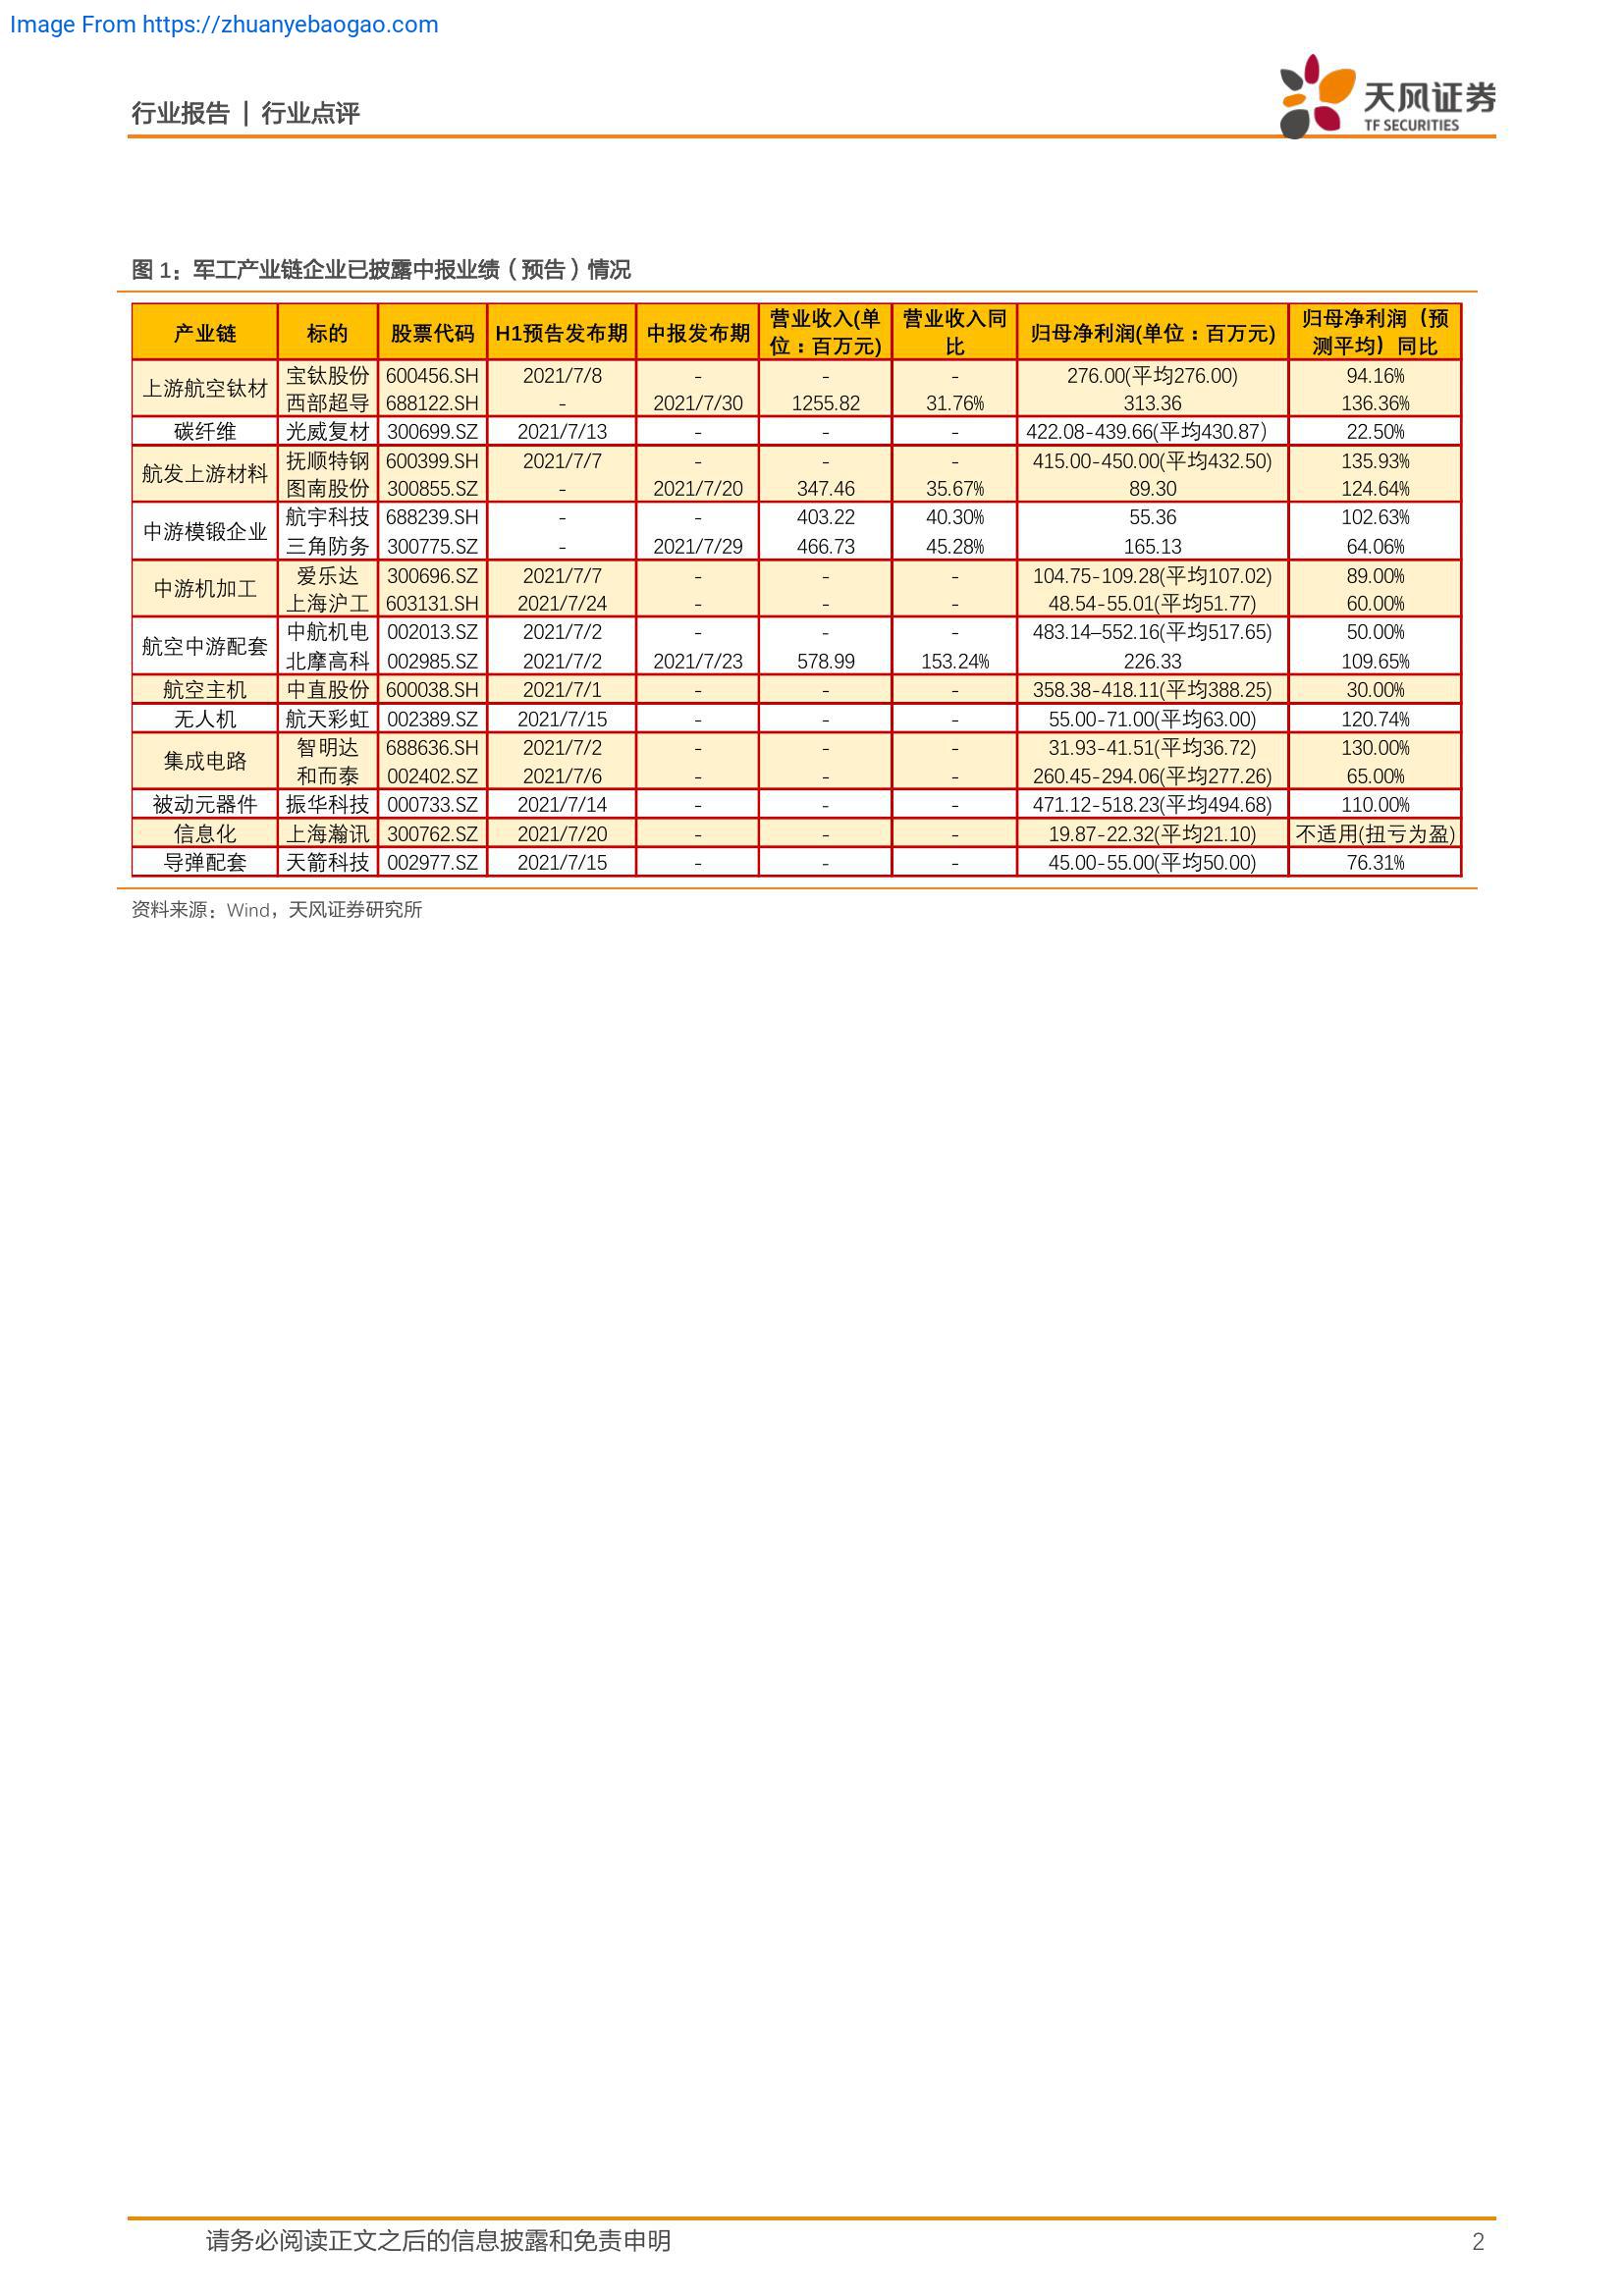 Image From https://zhuanyebaogao.com
行业报告 | 行业点评
天风证券
TF SECURITIES
图 1：军工产业链企业已披露中报业绩（预告）情况
产业链 标的 股票代码 H1预告发布期 中报发布期 营业收入(单位：百万元) 营业收入同比 归母净利润(单位：百万元) 归母净利润（预测平均）同比
上游航空钛材 宝钛股份 600456.SH 2021/7/8 - - - 276.00(平均276.00) 94.16%
西部超导 688122.SH - 2021/7/30 1255.82 31.76% 313.36 136.36%
碳纤维 光威复材 300699.SZ 2021/7/13 - - - 422.08-439.66(平均430.87） 22.50%
航发上游材料 抚顺特钢 600399.SH 2021/7/7 - - - 415.00-450.00(平均432.50) 135.93%
图南股份 300855.SZ - 2021/7/20 347.46 35.67% 89.30 124.64%
中游模锻企业 航宇科技 688239.SH - - 403.22 40.30% 55.36 102.63%
三角防务 300775.SZ - 2021/7/29 466.73 45.28% 165.13 64.06%
中游机加工 爱乐达 300696.SZ 2021/7/7 - - - 104.75-109.28(平均107.02) 89.00%
上海沪工 603131.SH 2021/7/24 - - - 48.54-55.01(平均51.77) 60.00%
航空中游配套 中航机电 002013.SZ 2021/7/2 - - - 483.14–552.16(平均517.65) 50.00%
北摩高科 002985.SZ 2021/7/2 2021/7/23 578.99 153.24% 226.33 109.65%
航空主机 中直股份 600038.SH 2021/7/1 - - - 358.38-418.11(平均388.25) 30.00%
无人机 航天彩虹 002389.SZ 2021/7/15 - - - 55.00-71.00(平均63.00) 120.74%
集成电路 智明达 688636.SH 2021/7/2 - - - 31.93-41.51(平均36.72) 130.00%
和而泰 002402.SZ 2021/7/6 - - - 260.45-294.06(平均277.26) 65.00%
被动元器件 振华科技 000733.SZ 2021/7/14 - - - 471.12-518.23(平均494.68) 110.00%
信息化 上海瀚讯 300762.SZ 2021/7/20 - - - 19.87-22.32(平均21.10) 不适用(扭亏为盈)
导弹配套 天箭科技 002977.SZ 2021/7/15 - - - 45.00-55.00(平均50.00) 76.31%
资料来源：Wind，天风证券研究所
请务必阅读正文之后的信息披露和免责申明 2